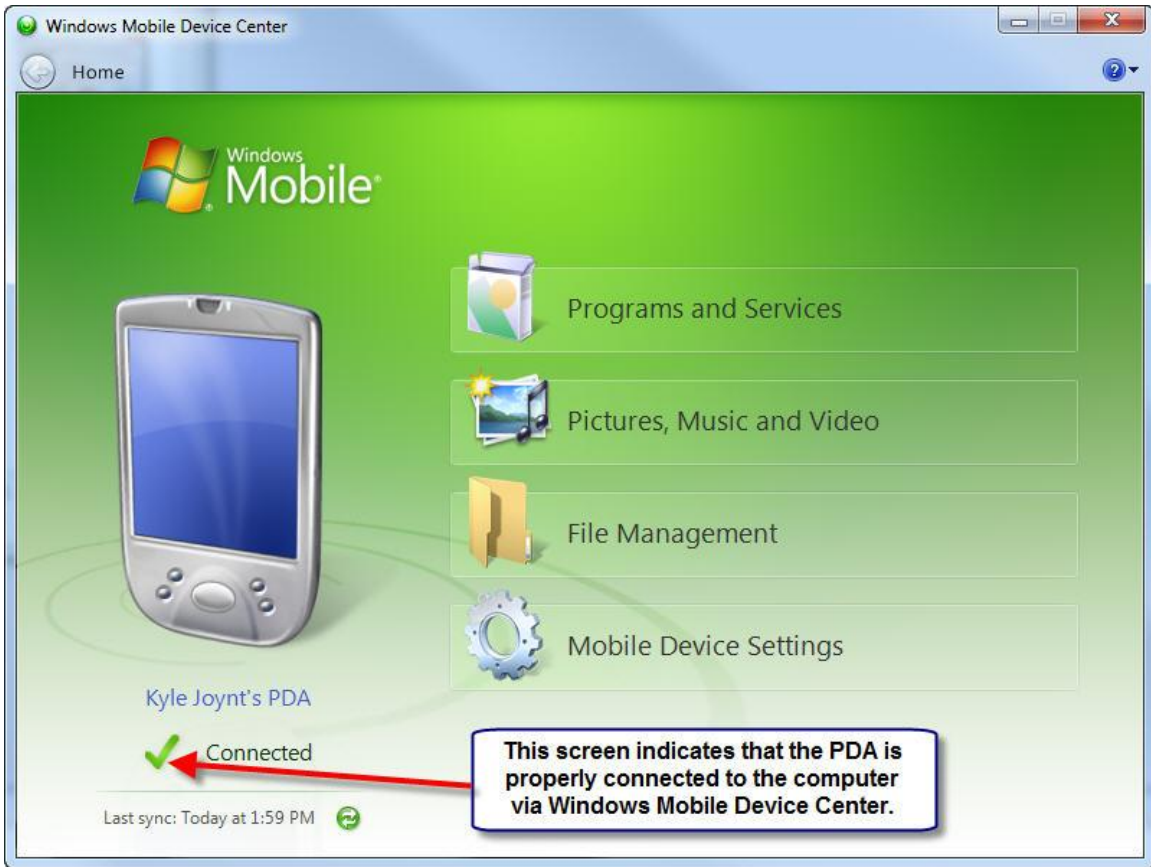 Windows Mobile Device Center
Home
Windows
Mobile®
Programs and Services
Pictures, Music and Video
File Management
Mobile Device Settings
Kyle Joynt's PDA
Connected
This screen indicates that the PDA is
properly connected to the computer
via Windows Mobile Device Center.
Last sync: Today at 1:59 PM